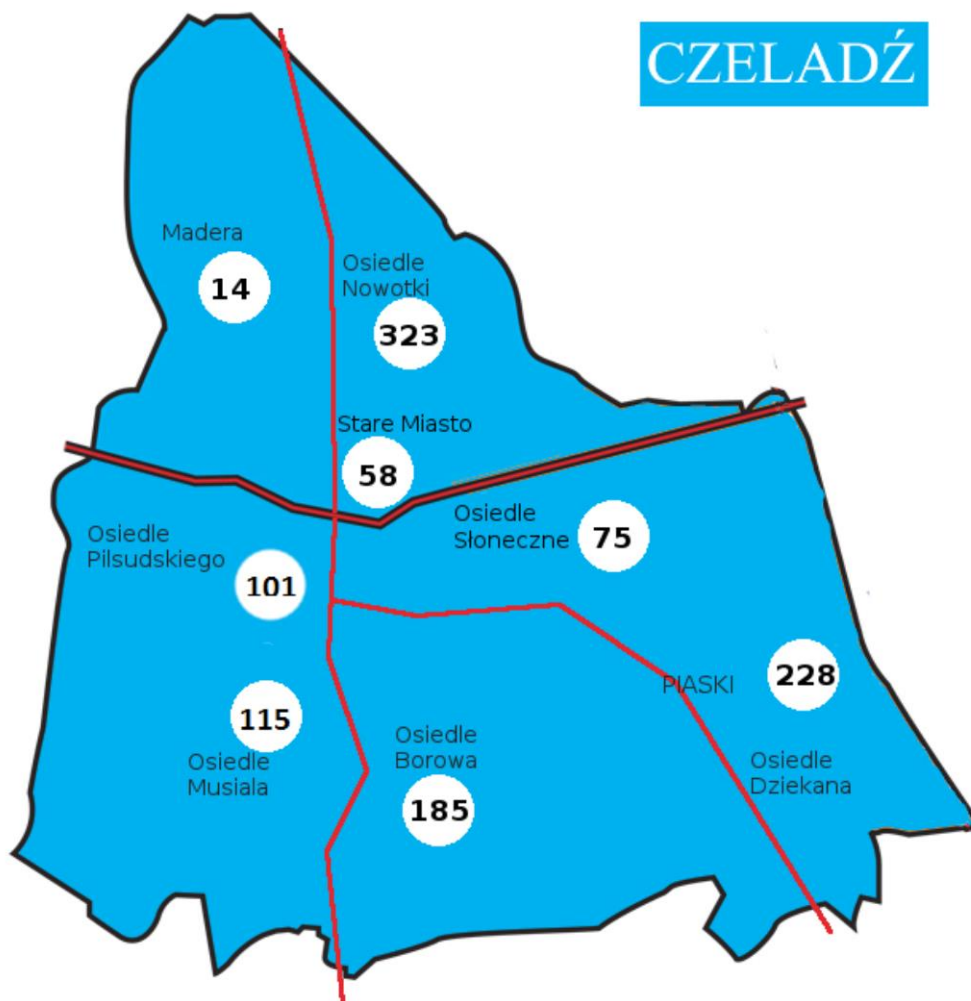 CZELADŹ
Madera
14
Osiedle
Nowotki
323
Stare Miasto
58
Osiedle
Słoneczne
75
Osiedle
Pilsudskiego
101
115
Osiedle
Musiala
Osiedle
Borowa
185
PIASKI
228
Osiedle
Dziekana